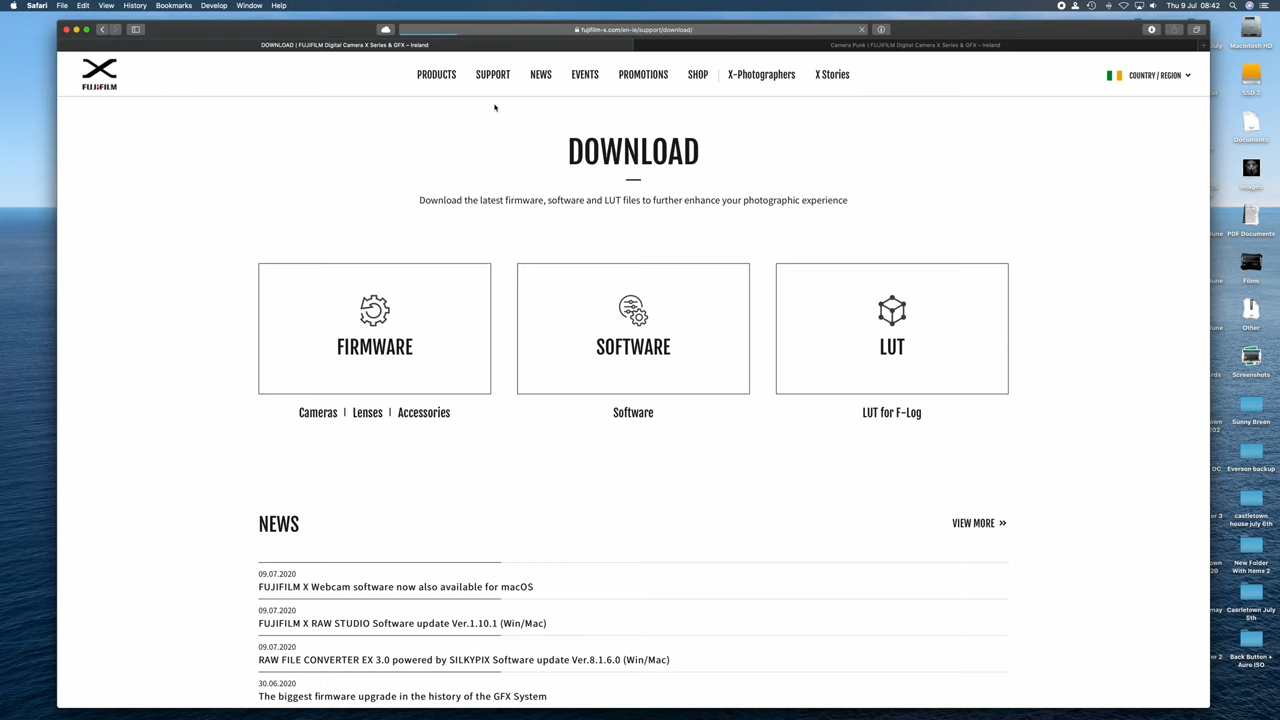 Safari File Edit View History Bookmarks Develop Window Help
Thu 9 Jul 08:42
fujifilm-x.com/en-ie/support/download/
DOWNLOAD | FUJIFILM Digital Camera X Series & GFX – Ireland
Camera Punk | FUJIFILM Digital Camera X Series & GFX – Ireland
FUJIFILM
PRODUCTS SUPPORT NEWS EVENTS PROMOTIONS SHOP X-Photographers X Stories
COUNTRY / REGION
DOWNLOAD
Download the latest firmware, software and LUT files to further enhance your photographic experience
FIRMWARE
SOFTWARE
LUT
Cameras | Lenses | Accessories
Software
LUT for F-Log
NEWS
VIEW MORE »
09.07.2020
FUJIFILM X Webcam software now also available for macOS
09.07.2020
FUJIFILM X RAW STUDIO Software update Ver.1.10.1 (Win/Mac)
09.07.2020
RAW FILE CONVERTER EX 3.0 powered by SILKYPIX Software update Ver.8.1.6.0 (Win/Mac)
30.06.2020
The biggest firmware upgrade in the history of the GFX System
Macintosh HD
SSD 2
Documents
Images
PDF Documents
Films
Other
Screenshots
Sunny Breen
Everson backup
castletown
house july 6th
New Folder
With Items 2
Castletown July
5th
Back Button +
Auro ISO